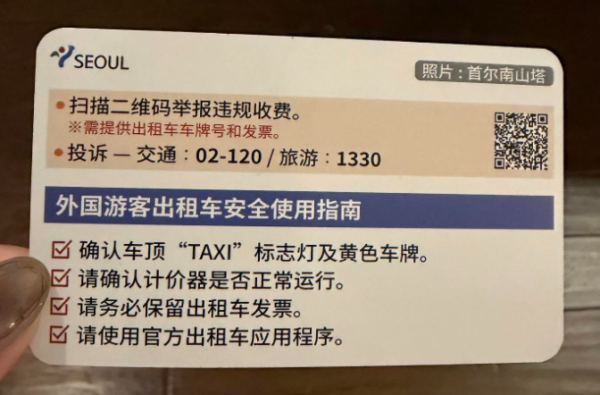 SEOUL
照片：首尔南山塔
• 扫描二维码举报违规收费。
※需提供出租车车牌号和发票。
• 投诉 — 交通：02-120 / 旅游：1330
外国游客出租车安全使用指南
☑ 确认车顶“TAXI”标志灯及黄色车牌。
☑ 请确认计价器是否正常运行。
☑ 请务必保留出租车发票。
☑ 请使用官方出租车应用程序。